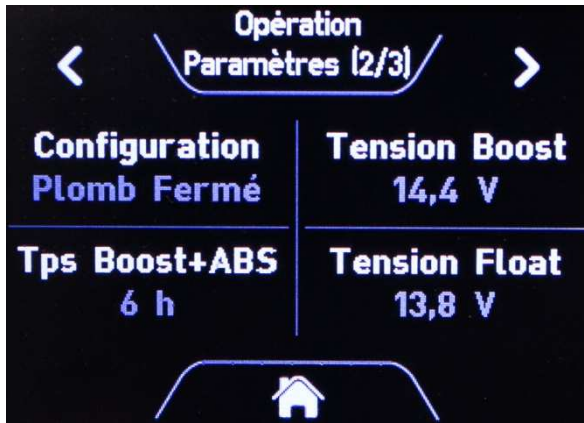 Opération
Paramètres (2/3)
Configuration
Plomb Fermé
Tension Boost
14,4 V
Tps Boost+ABS
6 h
Tension Float
13,8 V